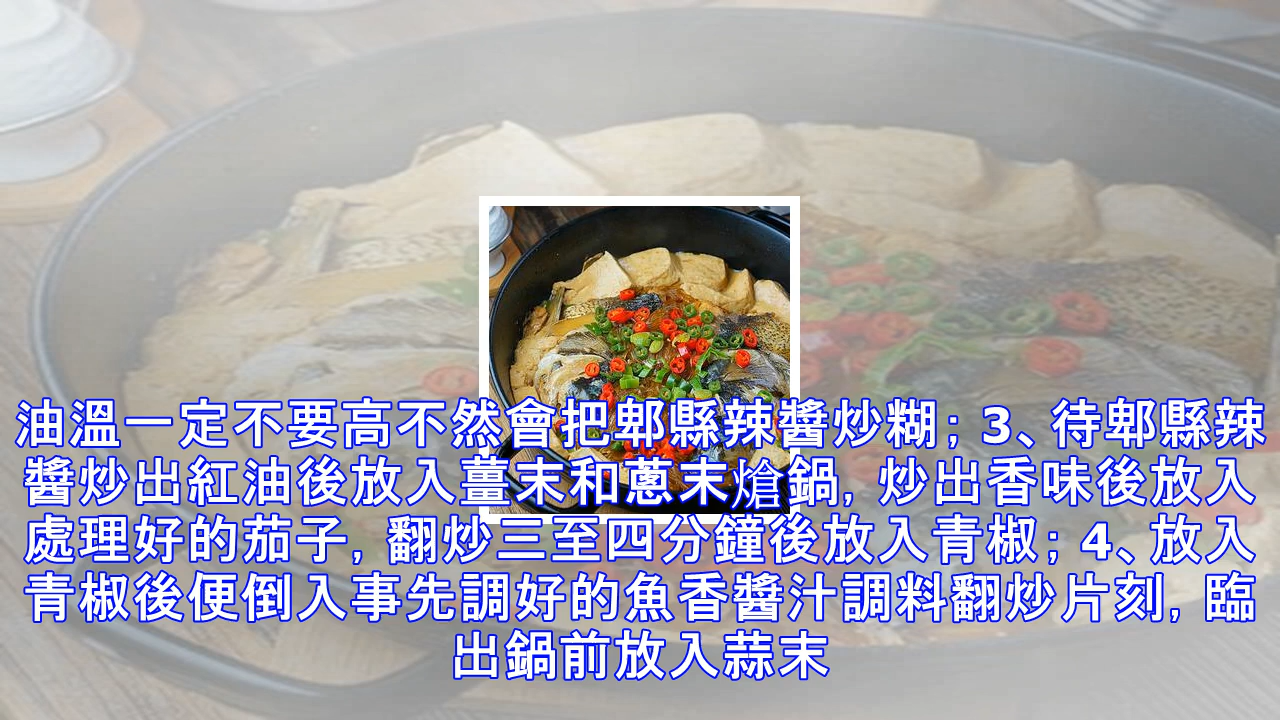 油溫一定不要高不然會把郫縣辣醬炒糊; 3、待郫縣辣
醬炒出紅油後放入薑末和蔥末熗鍋, 炒出香味後放入
處理好的茄子, 翻炒三至四分鐘後放入青椒; 4、放入
青椒後便倒入事先調好的魚香醬汁調料翻炒片刻, 臨
出鍋前放入蒜末